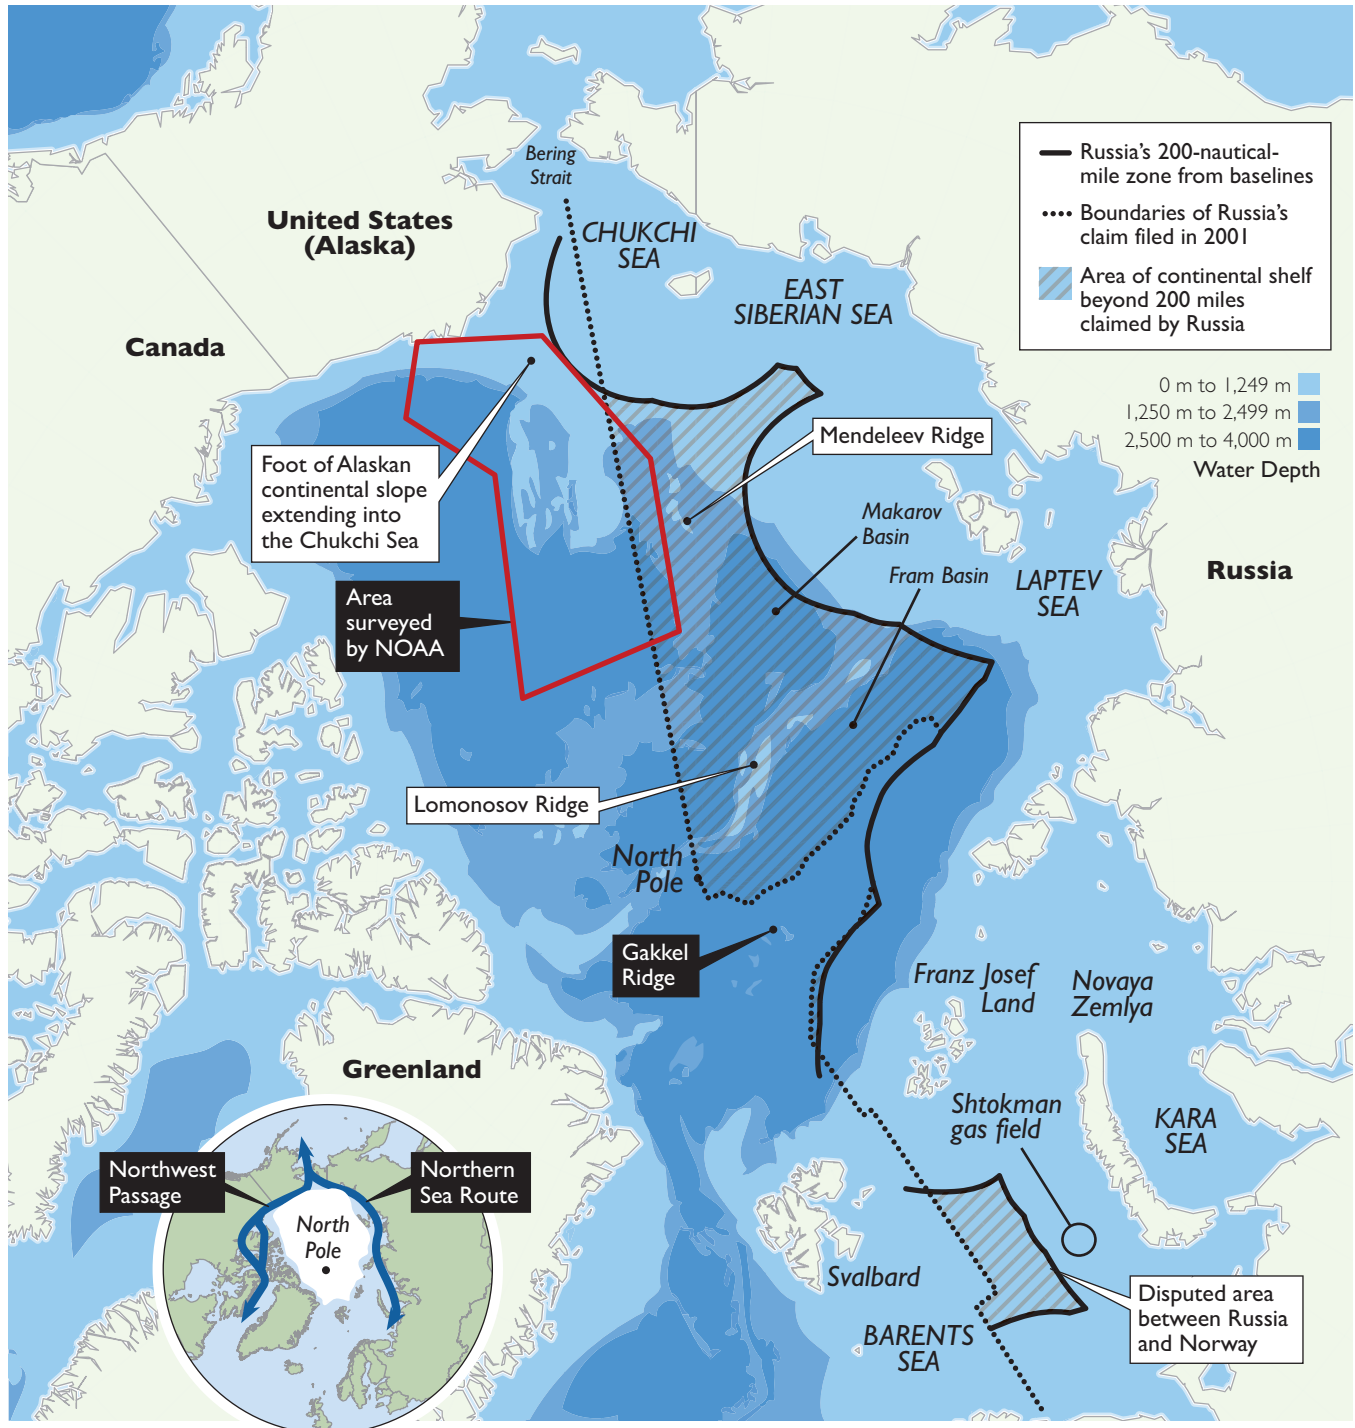 Bering
Strait
United States
(Alaska)
CHUKCHI
SEA
EAST
SIBERIAN SEA
Canada
Russia's 200-nautical-
mile zone from baselines
Boundaries of Russia's
claim filed in 2001
Area of continental shelf
beyond 200 miles
claimed by Russia
0 m to 1,249 m
1,250 m to 2,499 m
2,500 m to 4,000 m
Water Depth
Mendeleev Ridge
Foot of Alaskan
continental slope
extending into
the Chukchi Sea
Makarov
Basin
Fram Basin
LAPTEV
SEA
Russia
Area
surveyed
by NOAA
Lomonosov Ridge
North
Pole
Gakkel
Ridge
Franz Josef
Land
Novaya
Zemlya
Greenland
Shtokman
gas field
KARA
SEA
Northwest
Passage
Northern
Sea Route
North
Pole
Svalbard
BARENTS
SEA
Disputed area
between Russia
and Norway